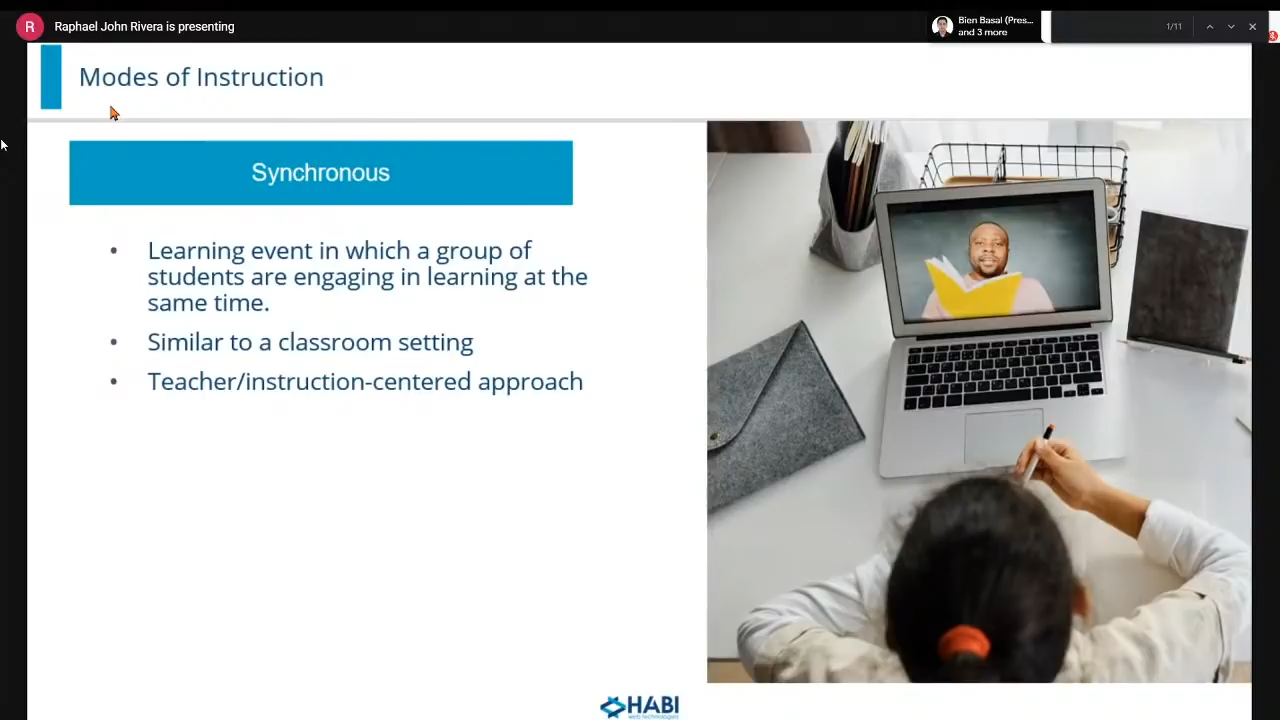 R
Raphael John Rivera is presenting
Bien Basal (Pres...
and 3 more
1/11
Modes of Instruction
Synchronous
• Learning event in which a group of
students are engaging in learning at the
same time.
• Similar to a classroom setting
• Teacher/instruction-centered approach
HABI
web technologies